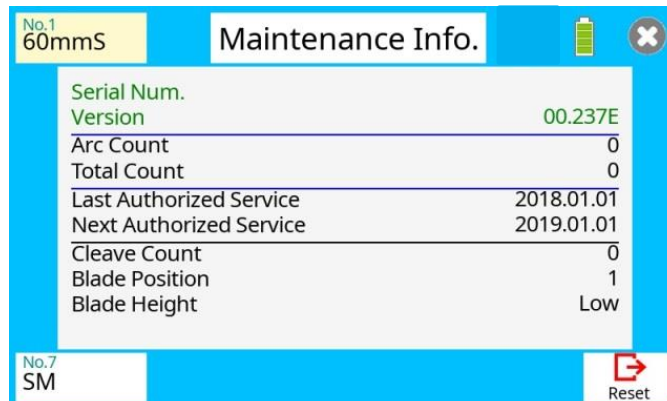 No.1
60mmS
Maintenance Info.
Serial Num.
Version 00.237E
Arc Count 0
Total Count 0
Last Authorized Service 2018.01.01
Next Authorized Service 2019.01.01
Cleave Count 0
Blade Position 1
Blade Height Low
No.7
SM
Reset